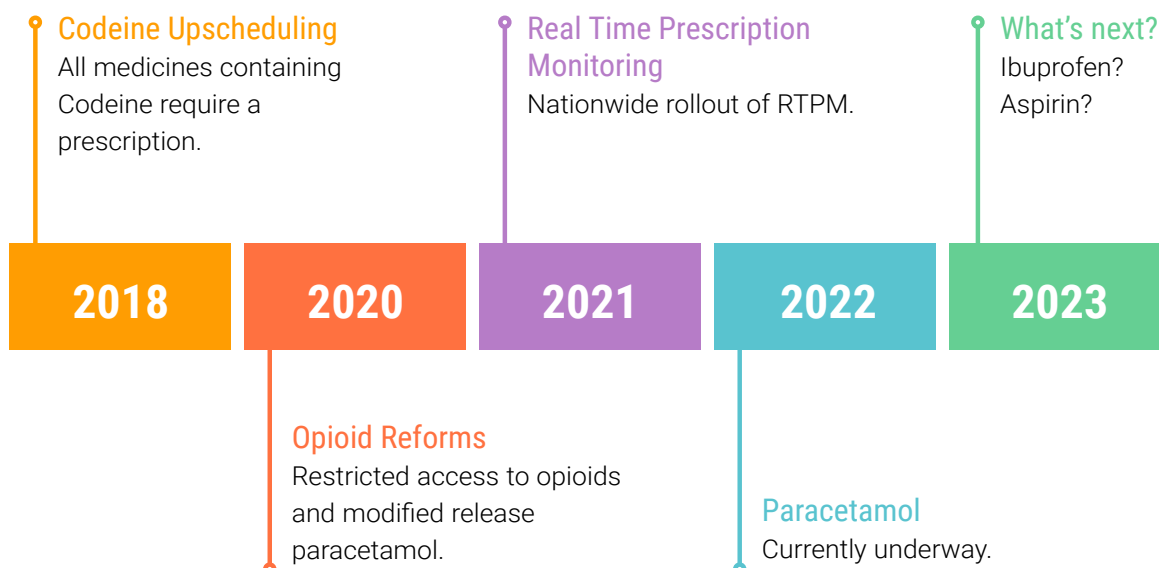 Codeine Upscheduling
All medicines containing
Codeine require a
prescription.
Real Time Prescription
Monitoring
Nationwide rollout of RTPM.
What’s next?
Ibuprofen?
Aspirin?
2018
2020
2021
2022
2023
Opioid Reforms
Restricted access to opioids
and modified release
paracetamol.
Paracetamol
Currently underway.